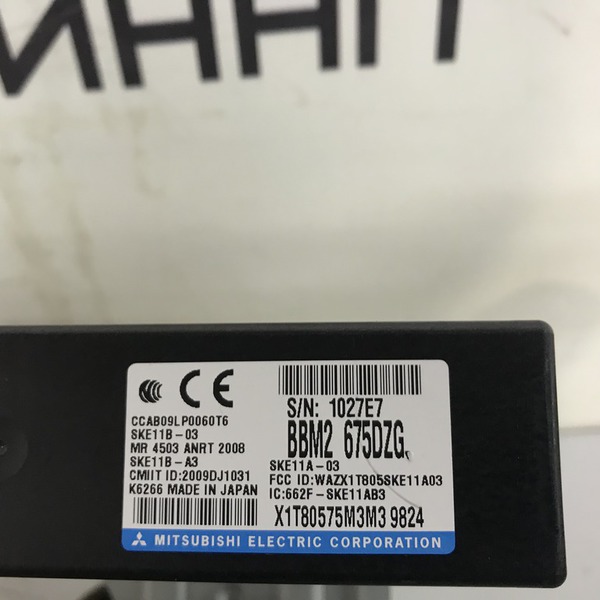 CE
CCAB09LP0060T6
SKE11B-03
MR 4503 ANRT 2008
SKE11B-A3
CMIIT ID:2009DJ1031
K6266 MADE IN JAPAN
S/N: 1027E7
BBM2 675DZG
SKE11A-03
FCC ID:WAZX1T805SKE11A03
IC:662F-SKE11AB3
X1T80575M3M3 9824
MITSUBISHI ELECTRIC CORPORATION